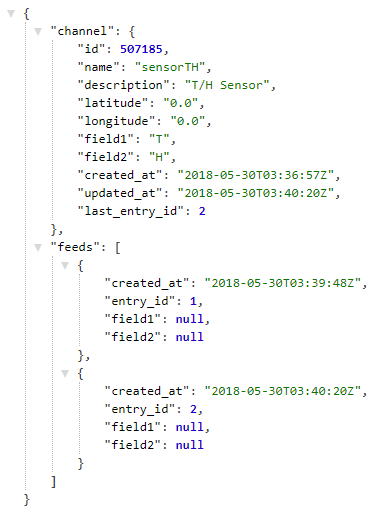 {
"channel": {
"id": 507185,
"name": "sensorTH",
"description": "T/H Sensor",
"latitude": "0.0",
"longitude": "0.0",
"field1": "T",
"field2": "H",
"created_at": "2018-05-30T03:36:57Z",
"updated_at": "2018-05-30T03:40:20Z",
"last_entry_id": 2
},
"feeds": [
{
"created_at": "2018-05-30T03:39:48Z",
"entry_id": 1,
"field1": null,
"field2": null
},
{
"created_at": "2018-05-30T03:40:20Z",
"entry_id": 2,
"field1": null,
"field2": null
}
]
}